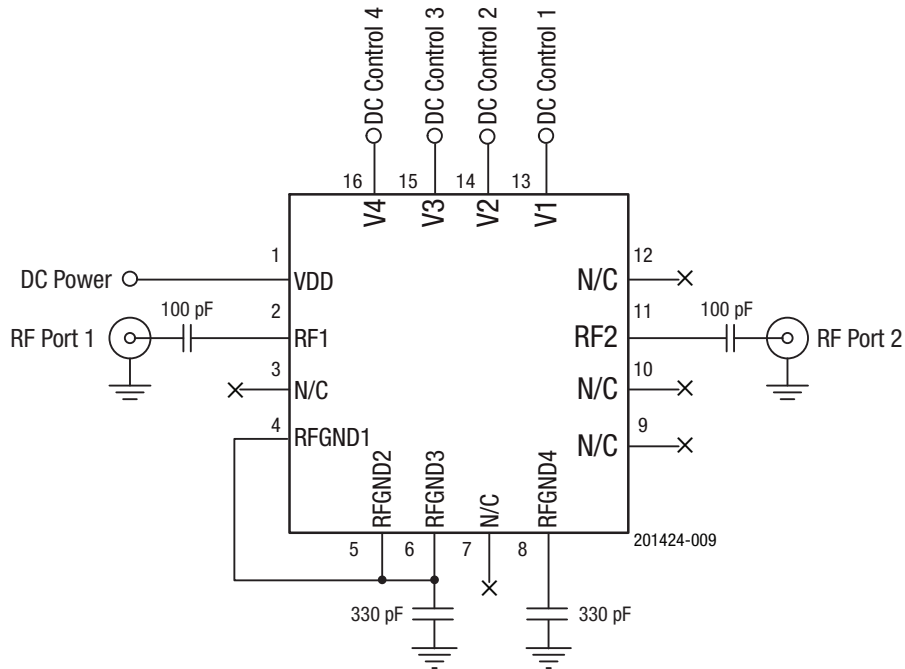 DC Control 4
DC Control 3
DC Control 2
DC Control 1
16
15
14
13
V4
V3
V2
V1
1
12
DC Power
VDD
N/C
100 pF
2
11
100 pF
RF Port 1
RF1
RF2
RF Port 2
3
10
N/C
N/C
4
9
RFGND1
N/C
RFGND2
RFGND3
N/C
RFGND4
5
6
7
8
201424-009
330 pF
330 pF